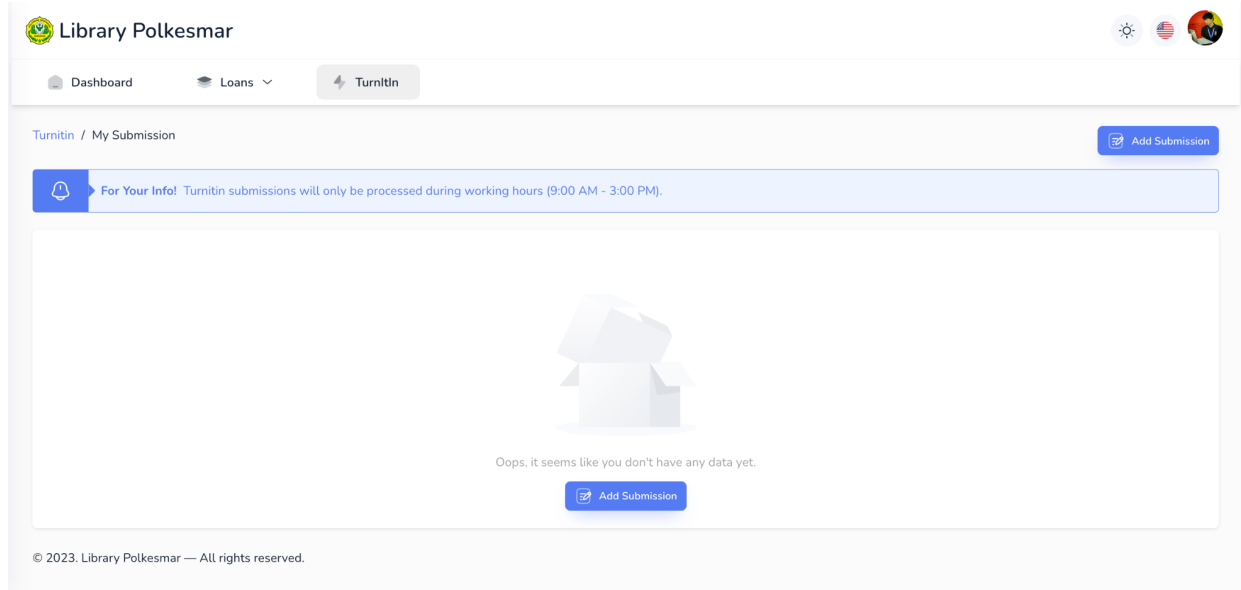 Library Polkesmar
Dashboard
Loans
TurnItIn
Turnitin / My Submission
Add Submission
For Your Info! Turnitin submissions will only be processed during working hours (9:00 AM - 3:00 PM).
Oops, it seems like you don't have any data yet.
Add Submission
© 2023. Library Polkesmar — All rights reserved.